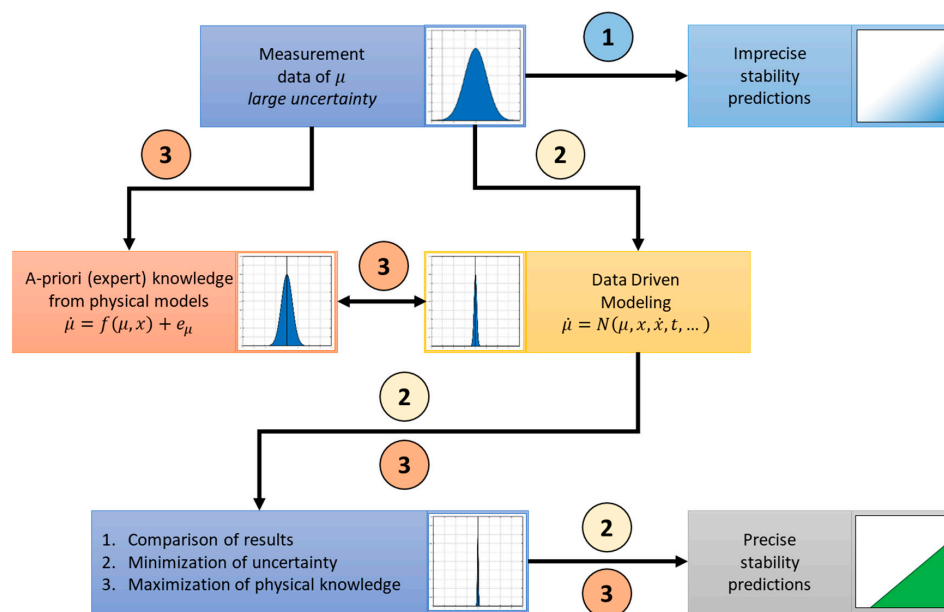 Measurement
data of μ
large uncertainty
1
Imprecise
stability
predictions
3
2
A-priori (expert) knowledge
from physical models
μ̇ = f(μ, x) + e_μ
3
Data Driven
Modeling
μ̇ = N(μ, x, ẋ, t, … )
2
3
1. Comparison of results
2. Minimization of uncertainty
3. Maximization of physical knowledge
2
3
Precise
stability
predictions